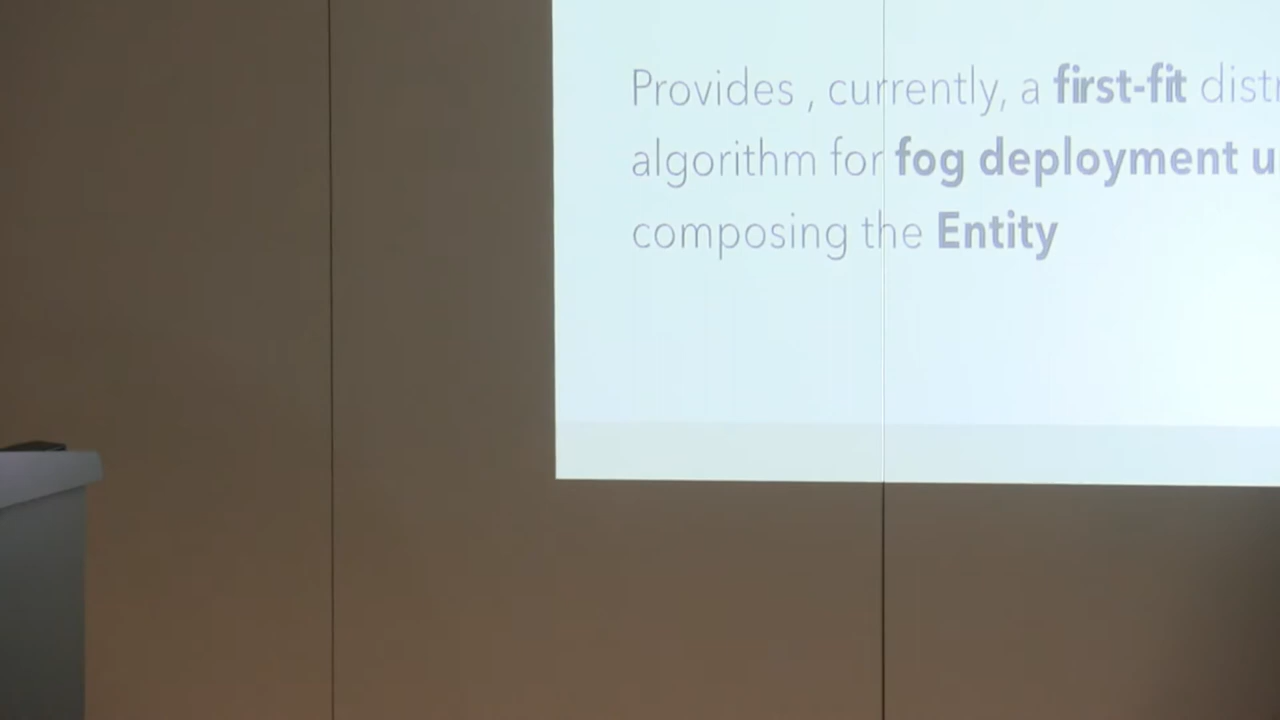 Provides , currently, a first-fit distr
algorithm for fog deployment u
composing the Entity